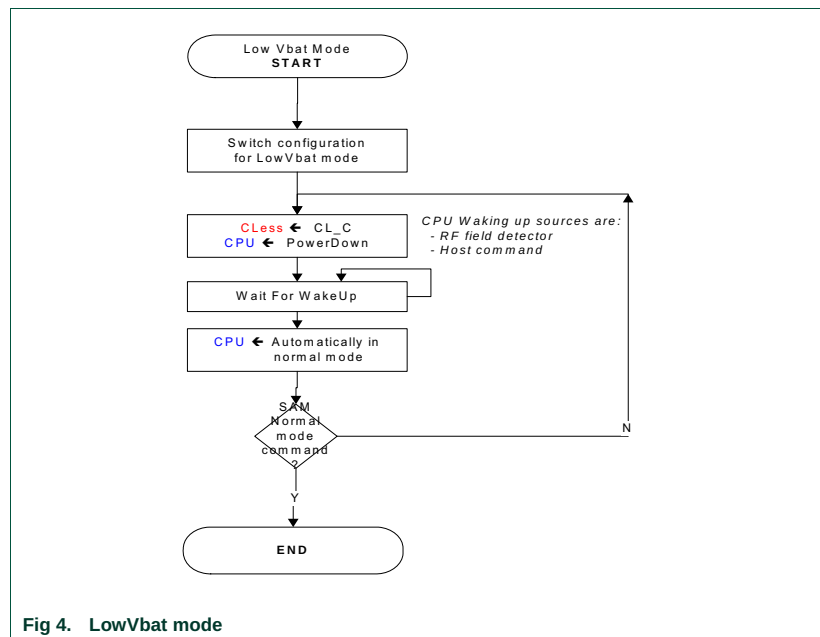 Low Vbat Mode
START
Switch configuration
for LowVbat mode
CLess ← CL_C
CPU ← PowerDown
CPU Waking up sources are:
- RF field detector
- Host command
Wait For WakeUp
CPU ← Automatically in
normal mode
SAM
Normal
mode
command
?
N
Y
END
Fig 4. LowVbat mode